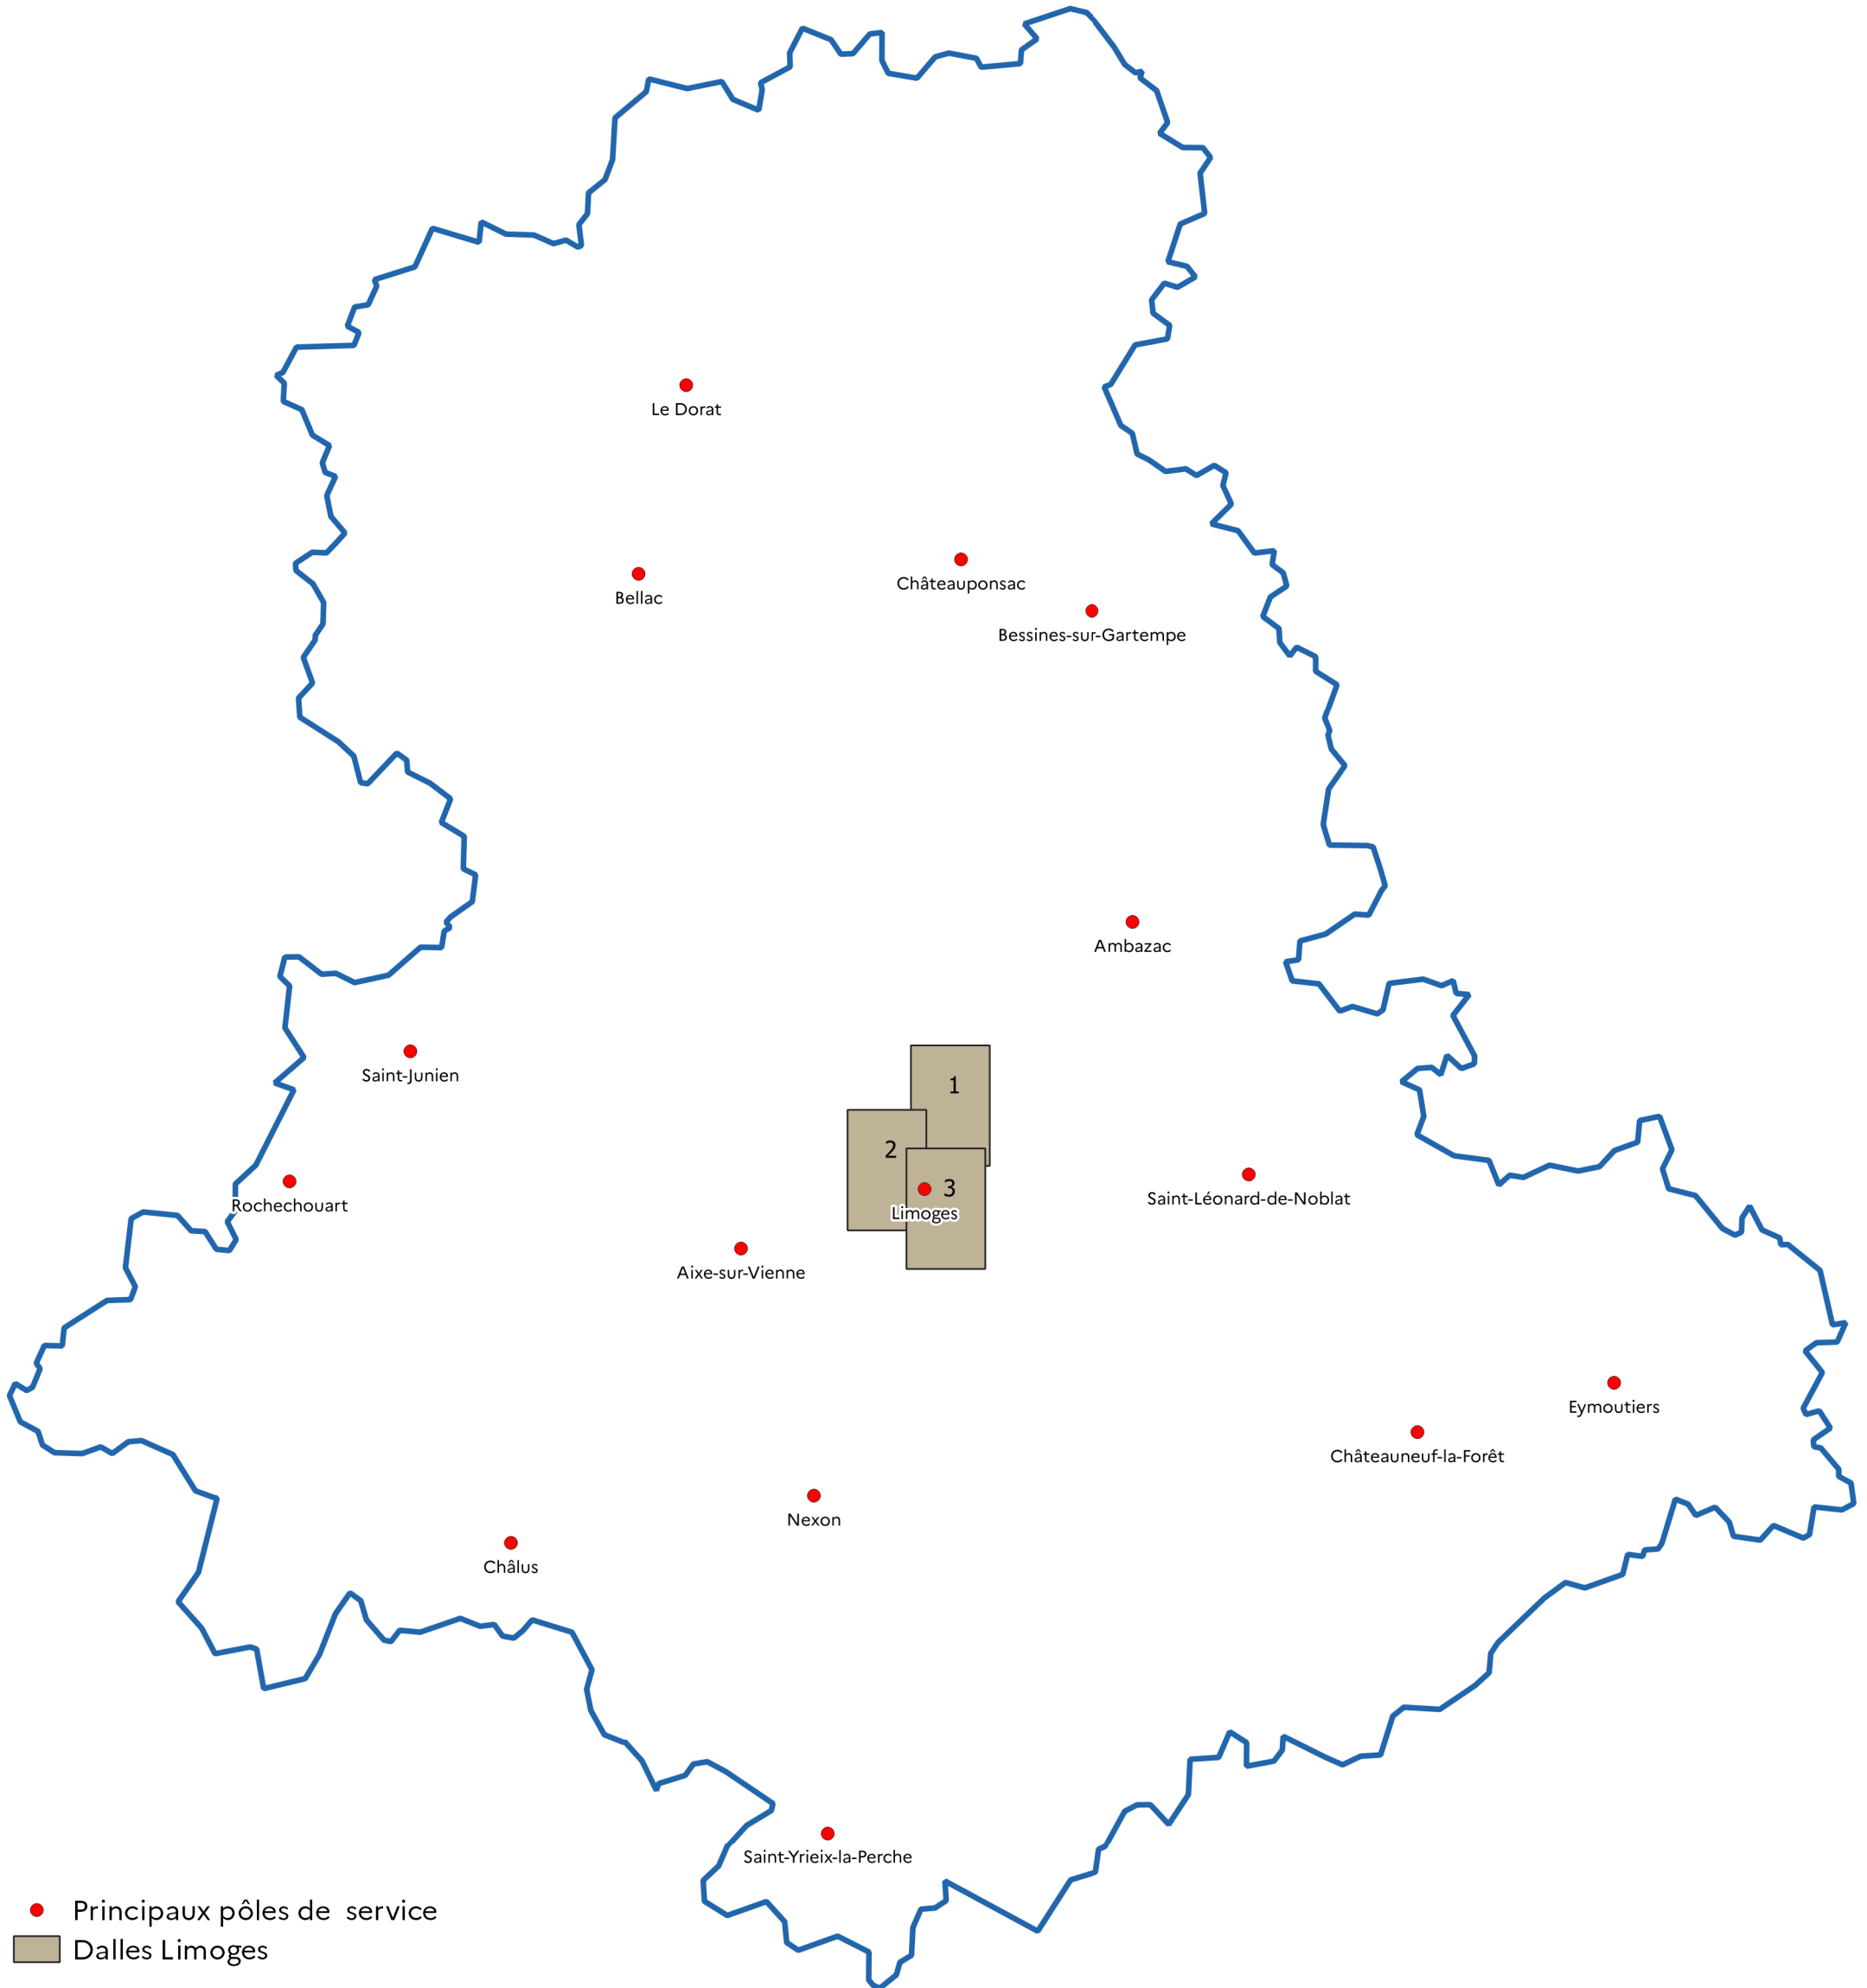 Le Dorat
Châteauponsac
Bellac
Bessines-sur-Gartempe
Ambazac
Saint-Junien
1
2
3
Rochechouart
Limoges
Saint-Léonard-de-Noblat
Aixe-sur-Vienne
Eymoutiers
Châteauneuf-la-Forêt
Nexon
Châlus
Saint-Yrieix-la-Perche
Principaux pôles de service
Dalles Limoges